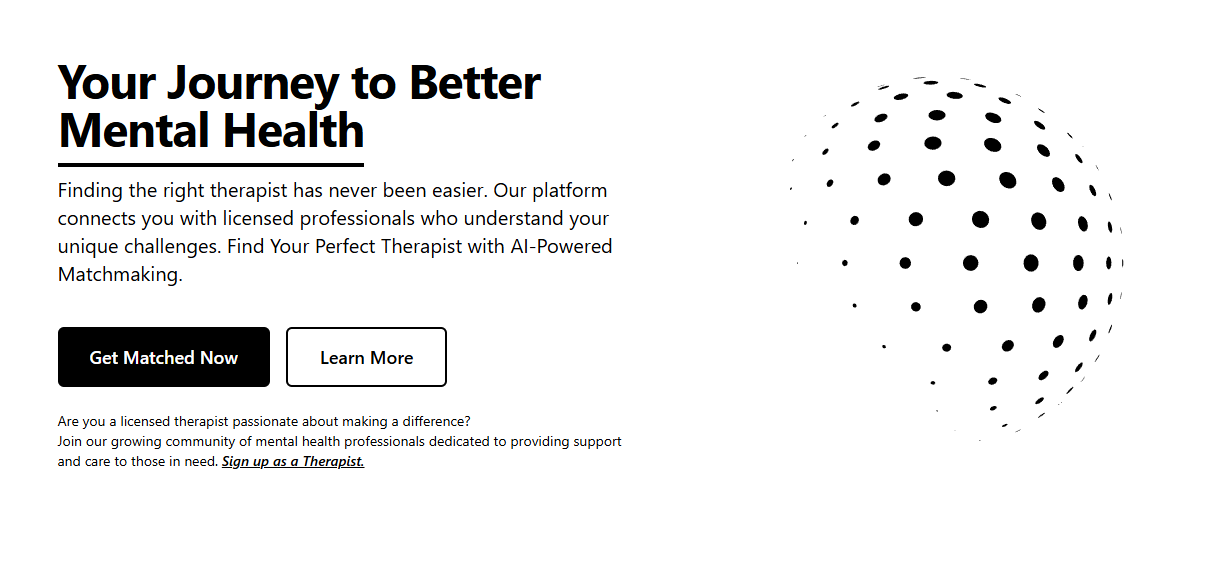 Your Journey to Better
Mental Health
Finding the right therapist has never been easier. Our platform
connects you with licensed professionals who understand your
unique challenges. Find Your Perfect Therapist with AI-Powered
Matchmaking.
Get Matched Now
Learn More
Are you a licensed therapist passionate about making a difference?
Join our growing community of mental health professionals dedicated to providing support
and care to those in need. Sign up as a Therapist.